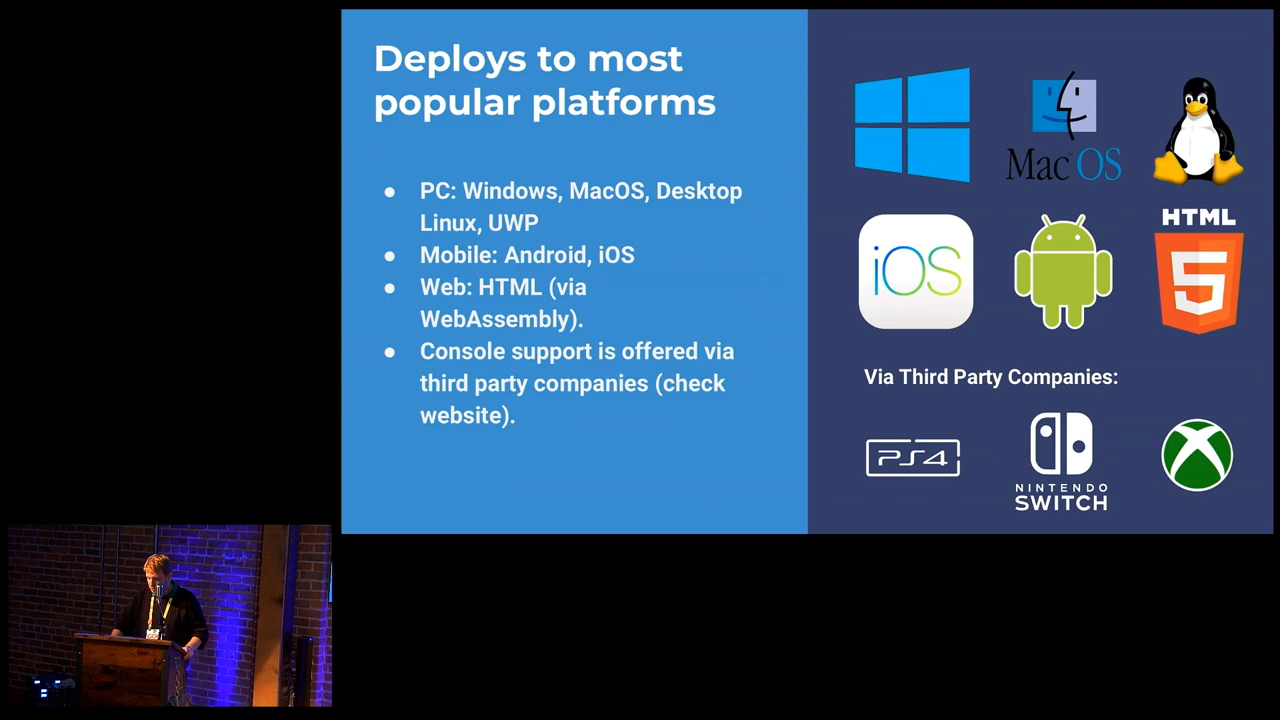 Deploys to most
popular platforms
● PC: Windows, MacOS, Desktop
Linux, UWP
● Mobile: Android, iOS
● Web: HTML (via
WebAssembly).
● Console support is offered via
third party companies (check
website).
Mac OS
iOS
HTML
5
Via Third Party Companies:
PS4
NINTENDO
SWITCH